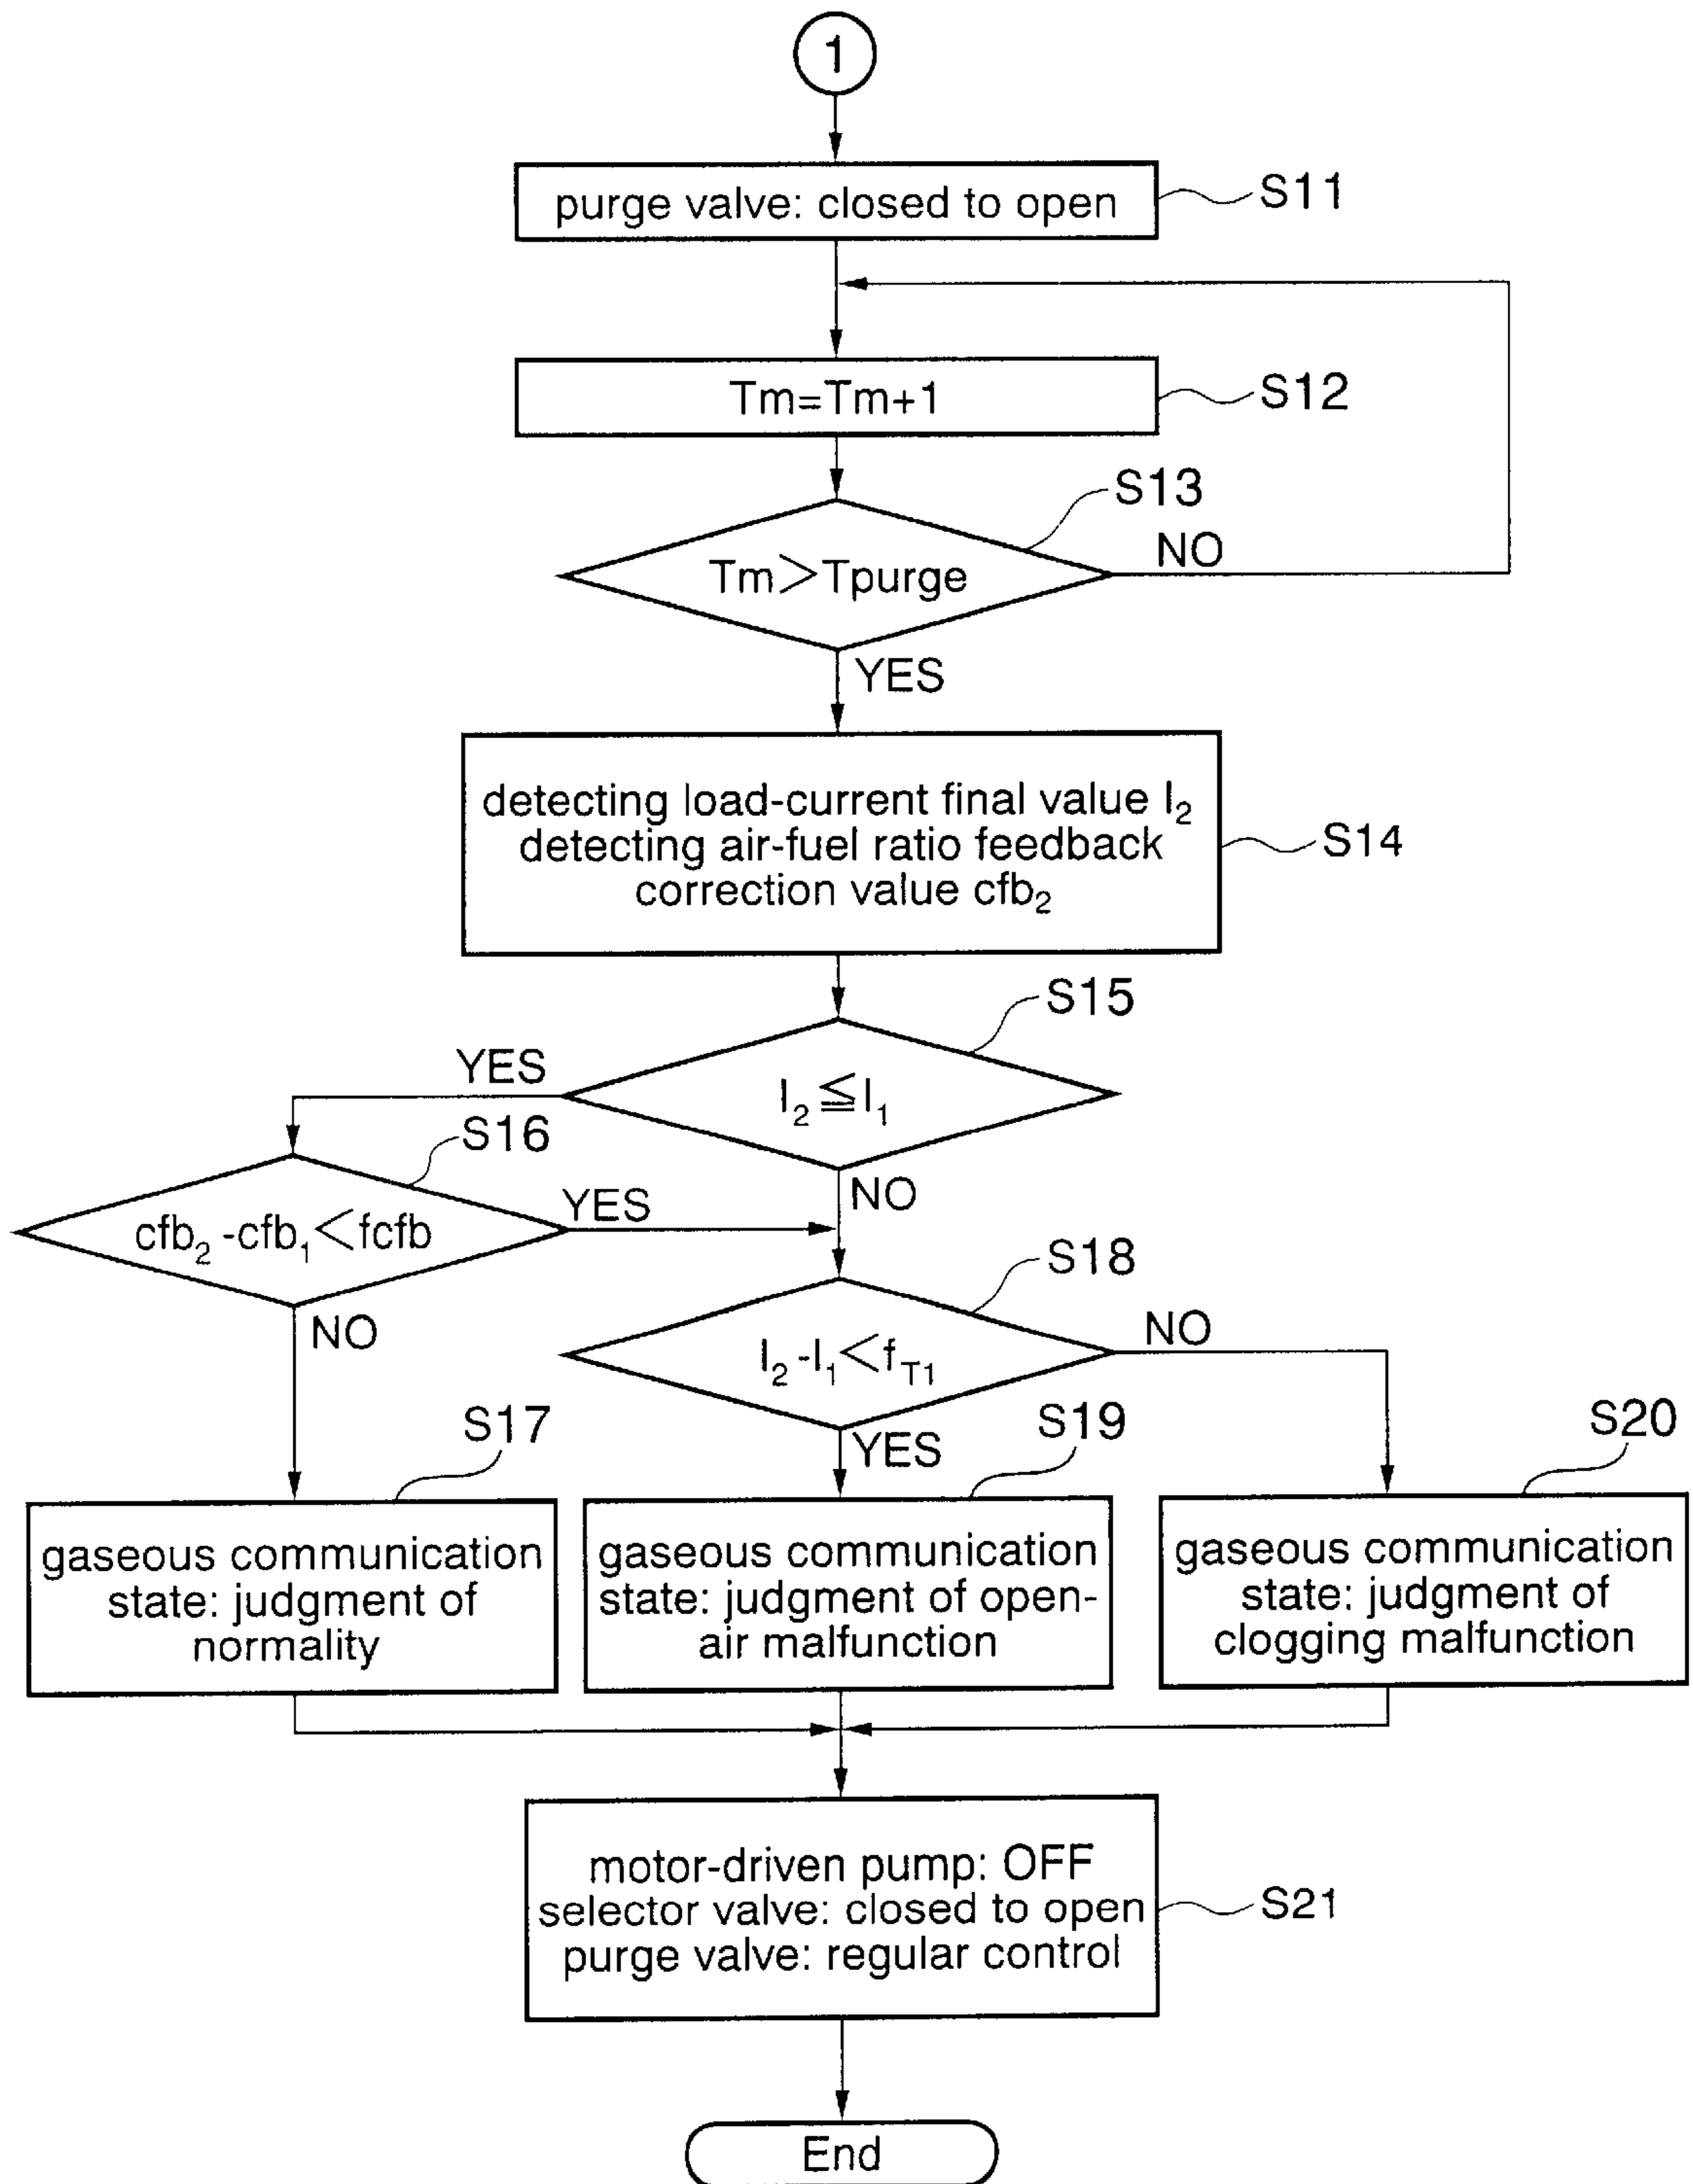 1
purge valve: closed to open
S11
Tm=Tm+1
S12
S13
Tm>Tpurge
NO
YES
detecting load-current final value I₂
detecting air-fuel ratio feedback
correction value cfb₂
S14
S15
YES
I₂≦I₁
NO
S16
cfb₂-cfb₁<fcfb
YES
NO
S18
I₂-I₁<f_T1
NO
YES
S17
gaseous communication
state: judgment of
normality
S19
gaseous communication
state: judgment of open-
air malfunction
S20
gaseous communication
state: judgment of
clogging malfunction
motor-driven pump: OFF
selector valve: closed to open
purge valve: regular control
S21
End